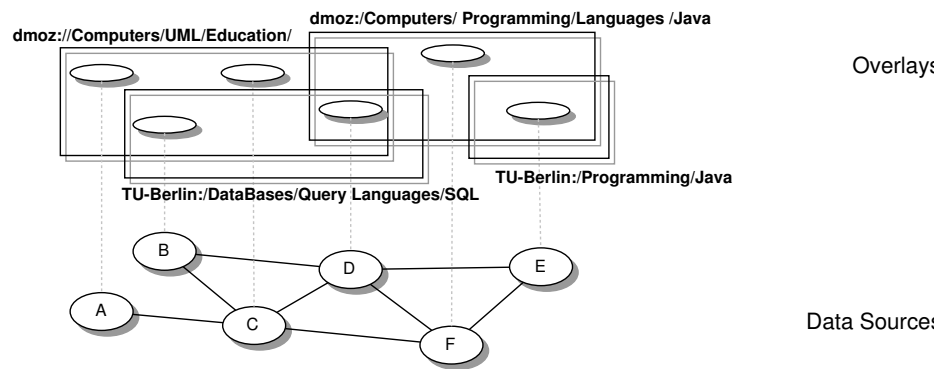 dmoz:/Computers/ Programming/Languages /Java
dmoz://Computers/UML/Education/
Overlays
TU-Berlin:/Programming/Java
TU-Berlin:/DataBases/Query Languages/SQL
B
D
E
A
C
F
Data Sources